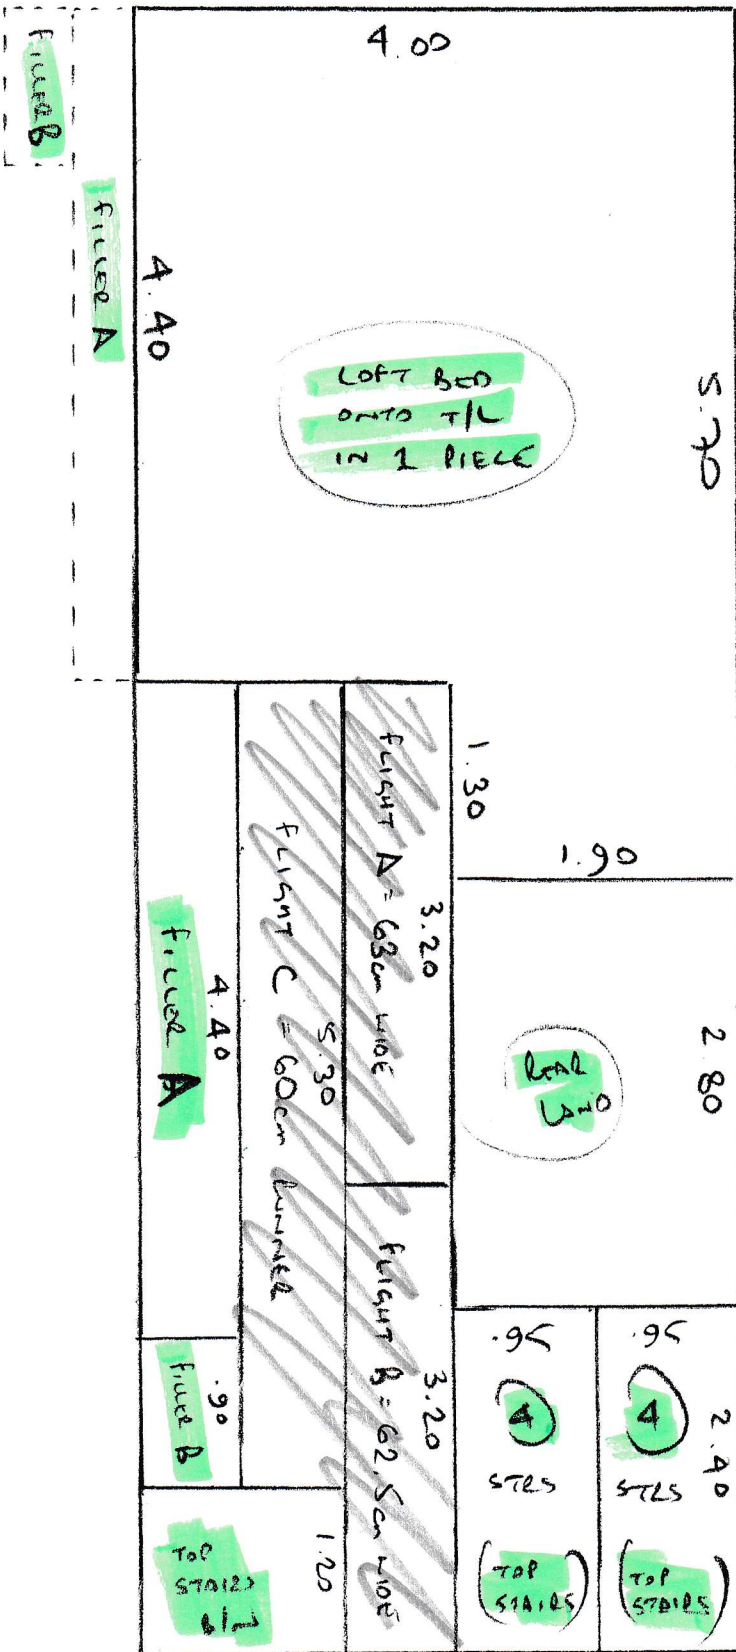 4.00
FILLER B
FILLER A
4.40
LOFT BED
ONTO T/L
IN 1 PIECE
5.70
1.30
1.90
FLIGHT A = 63cm WIDE
3.20
FLIGHT C = 60cm RUNNER
5.30
FILLER A
4.40
REAR
LAND
2.80
FLIGHT B = 62.5cm WIDE
3.20
FILLER B
.90
TOP
STAIRS
1.20
.95
4
STRS
(TOP
STAIRS)
.95
4
STRS
(TOP
STAIRS)
2.40